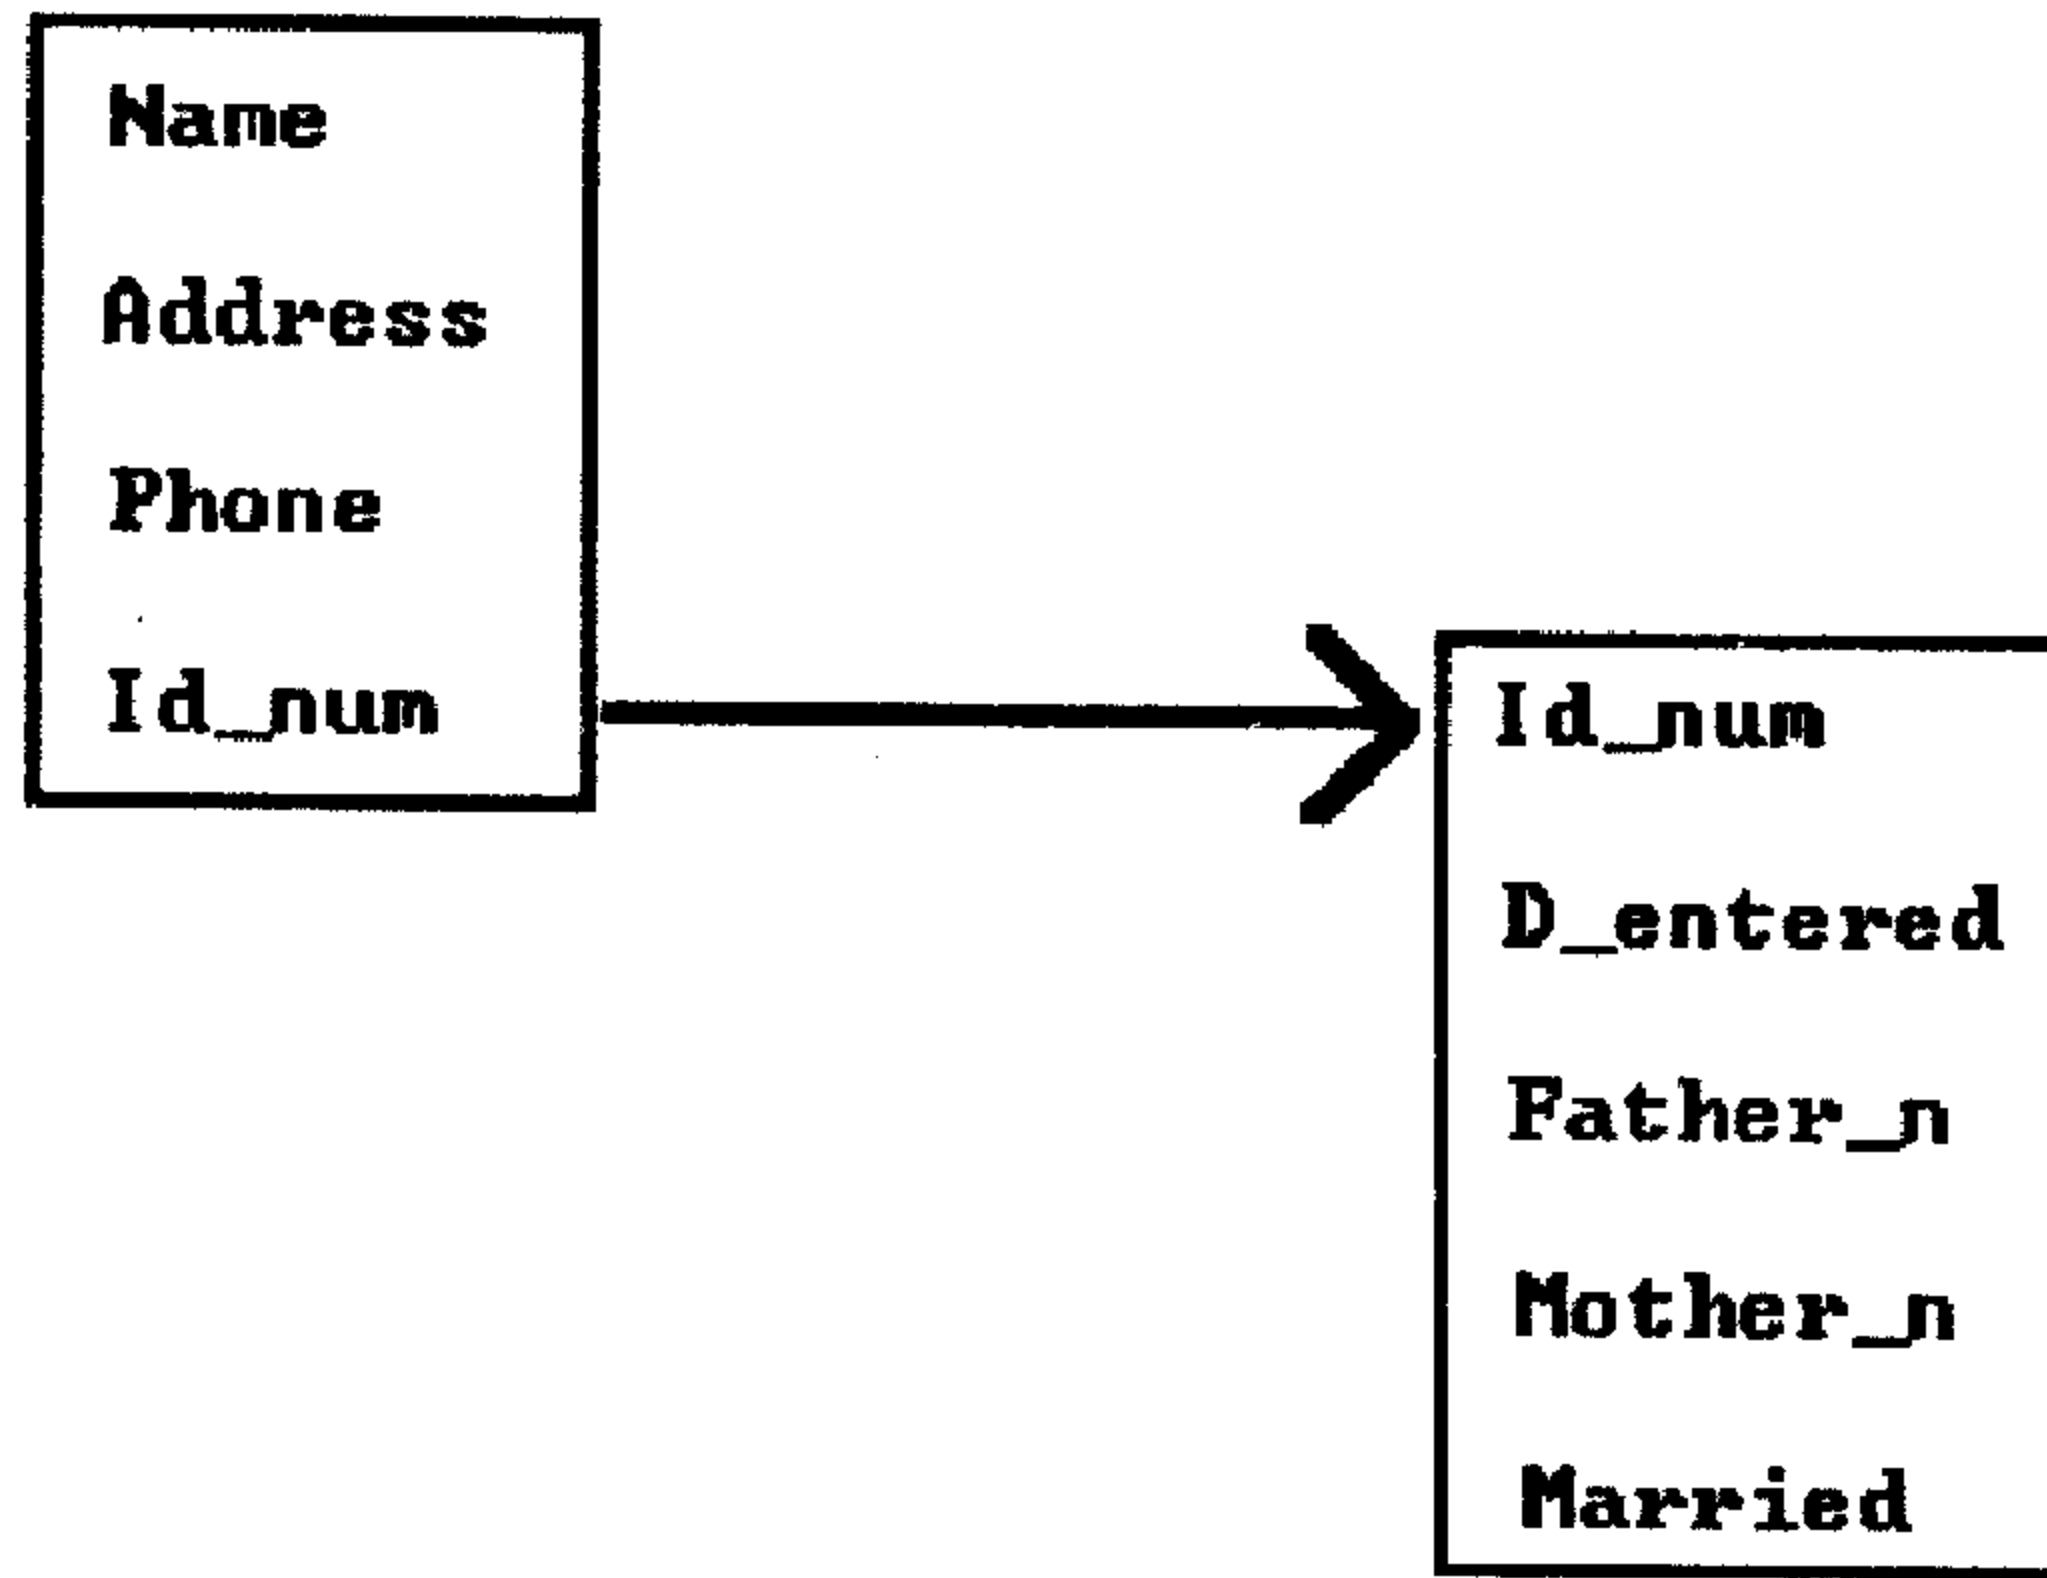 Name
Address
Phone
Id_num
Id_num
D_entered
Father_n
Mother_n
Married